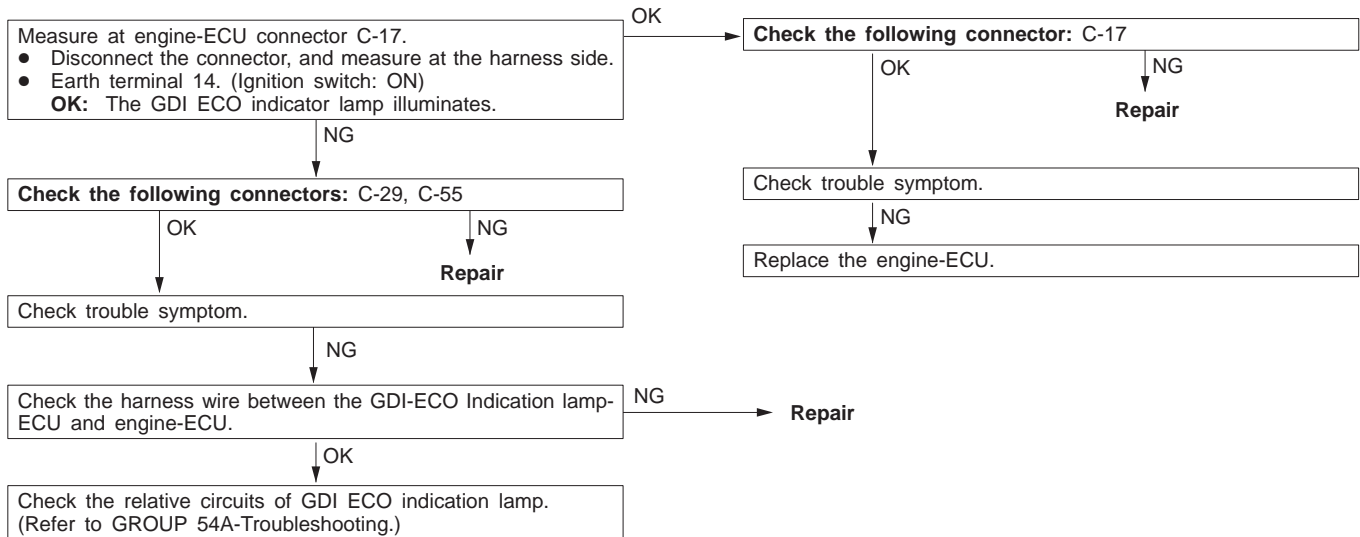 Measure at engine-ECU connector C-17.
● Disconnect the connector, and measure at the harness side.
● Earth terminal 14. (Ignition switch: ON)
OK: The GDI ECO indicator lamp illuminates.
OK
Check the following connector: C-17
OK
NG
Repair
Check trouble symptom.
NG
Replace the engine-ECU.
NG
Check the following connectors: C-29, C-55
OK
NG
Repair
Check trouble symptom.
NG
Check the harness wire between the GDI-ECO Indication lamp-
ECU and engine-ECU.
NG
Repair
OK
Check the relative circuits of GDI ECO indication lamp.
(Refer to GROUP 54A-Troubleshooting.)